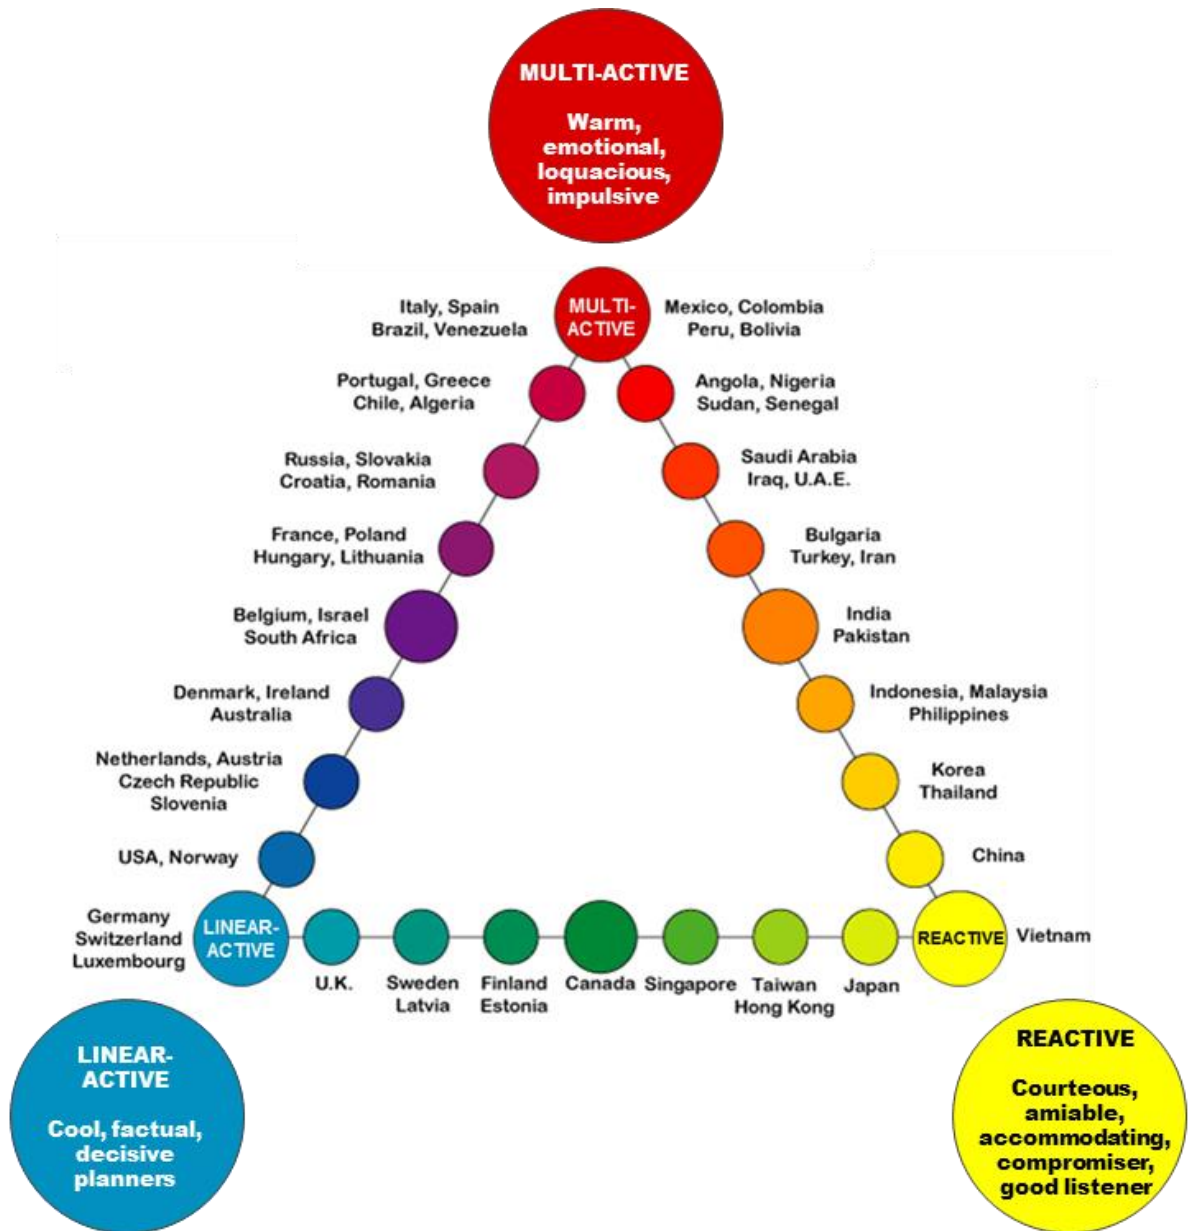 MULTI-ACTIVE
Warm,
emotional,
loquacious,
impulsive
Italy, Spain
Brazil, Venezuela
MULTI-
ACTIVE
Mexico, Colombia
Peru, Bolivia
Portugal, Greece
Chile, Algeria
Angola, Nigeria
Sudan, Senegal
Russia, Slovakia
Croatia, Romania
Saudi Arabia
Iraq, U.A.E.
France, Poland
Hungary, Lithuania
Bulgaria
Turkey, Iran
Belgium, Israel
South Africa
India
Pakistan
Denmark, Ireland
Australia
Indonesia, Malaysia
Philippines
Netherlands, Austria
Czech Republic
Slovenia
Korea
Thailand
USA, Norway
China
Germany
Switzerland
Luxembourg
LINEAR-
ACTIVE
REACTIVE
Vietnam
U.K.
Sweden
Latvia
Finland
Estonia
Canada
Singapore
Taiwan
Hong Kong
Japan
LINEAR-
ACTIVE
Cool, factual,
decisive
planners
REACTIVE
Courteous,
amiable,
accommodating,
compromiser,
good listener